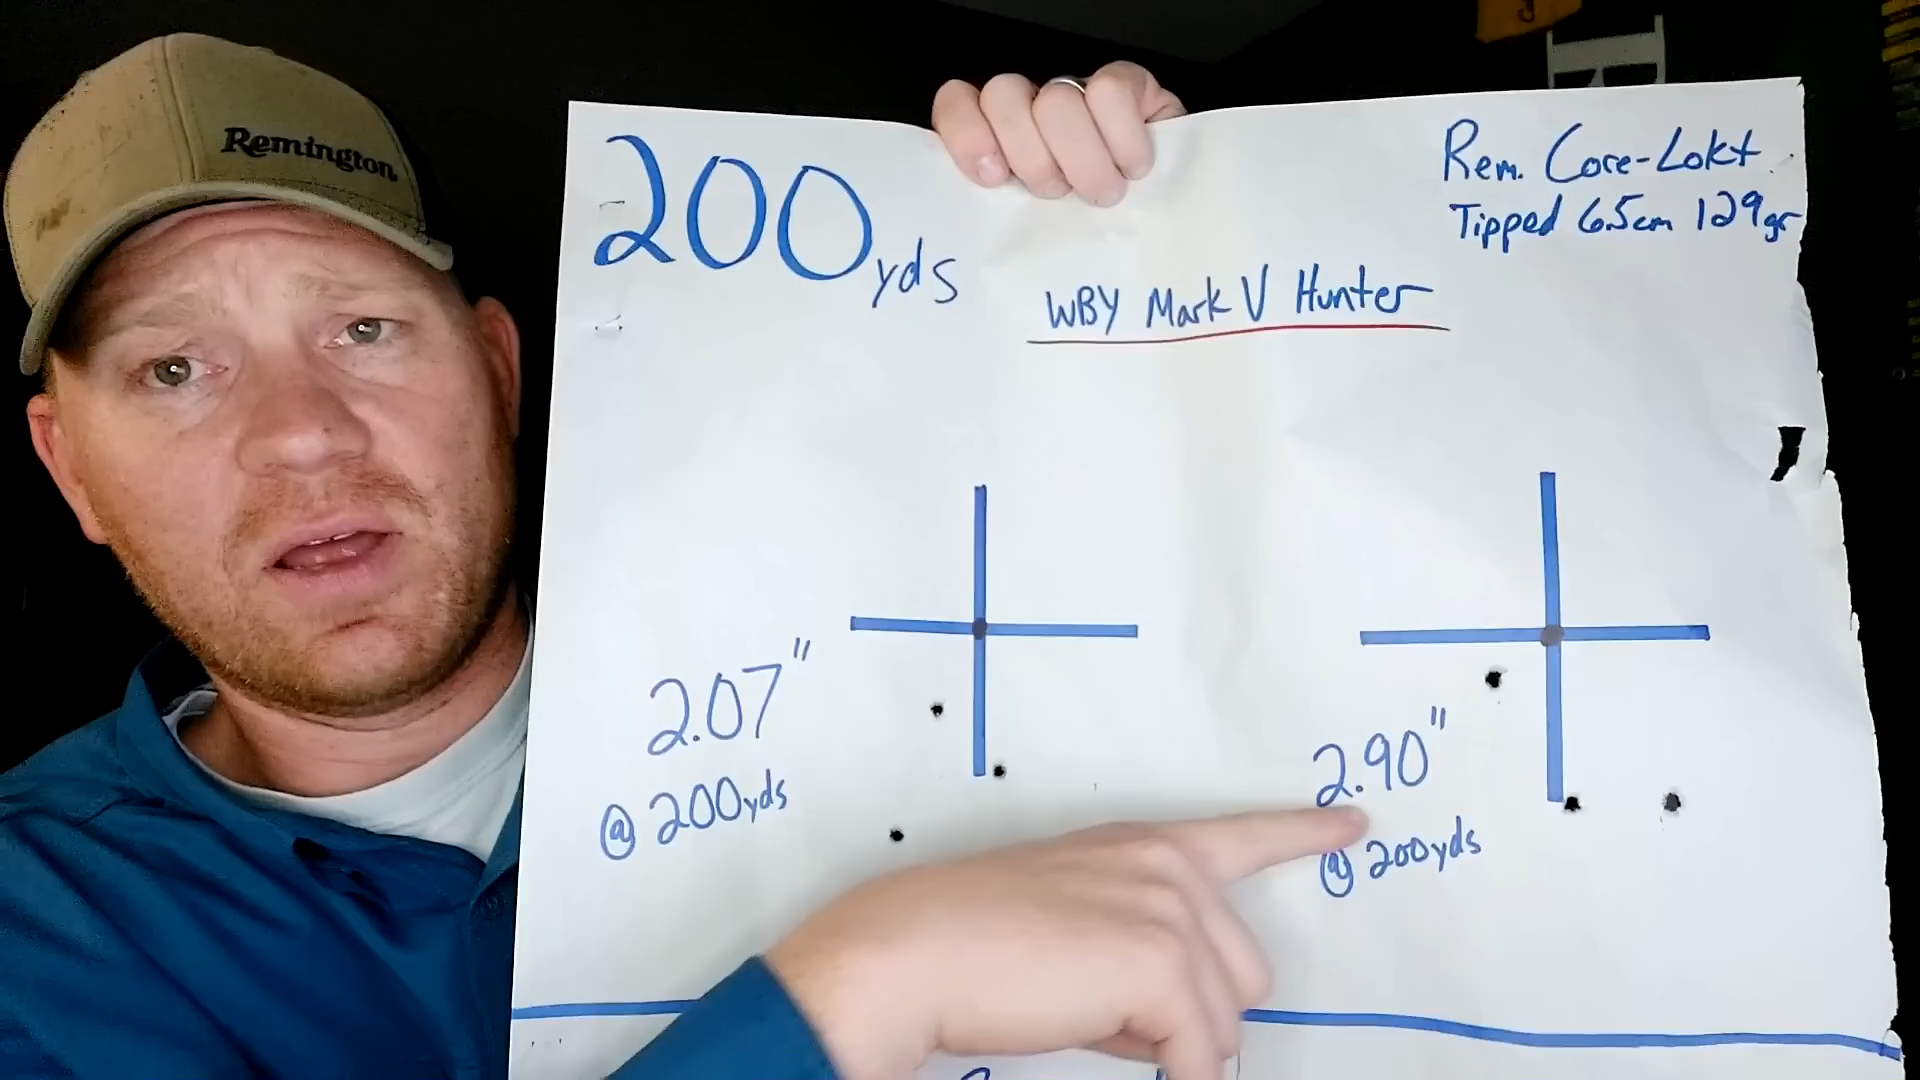 Remington
200yds
Rem. Core-Lokt
Tipped 6.5cm 129gr
WBY Mark V Hunter
2.07"
@ 200yds
2.90"
@ 200yds